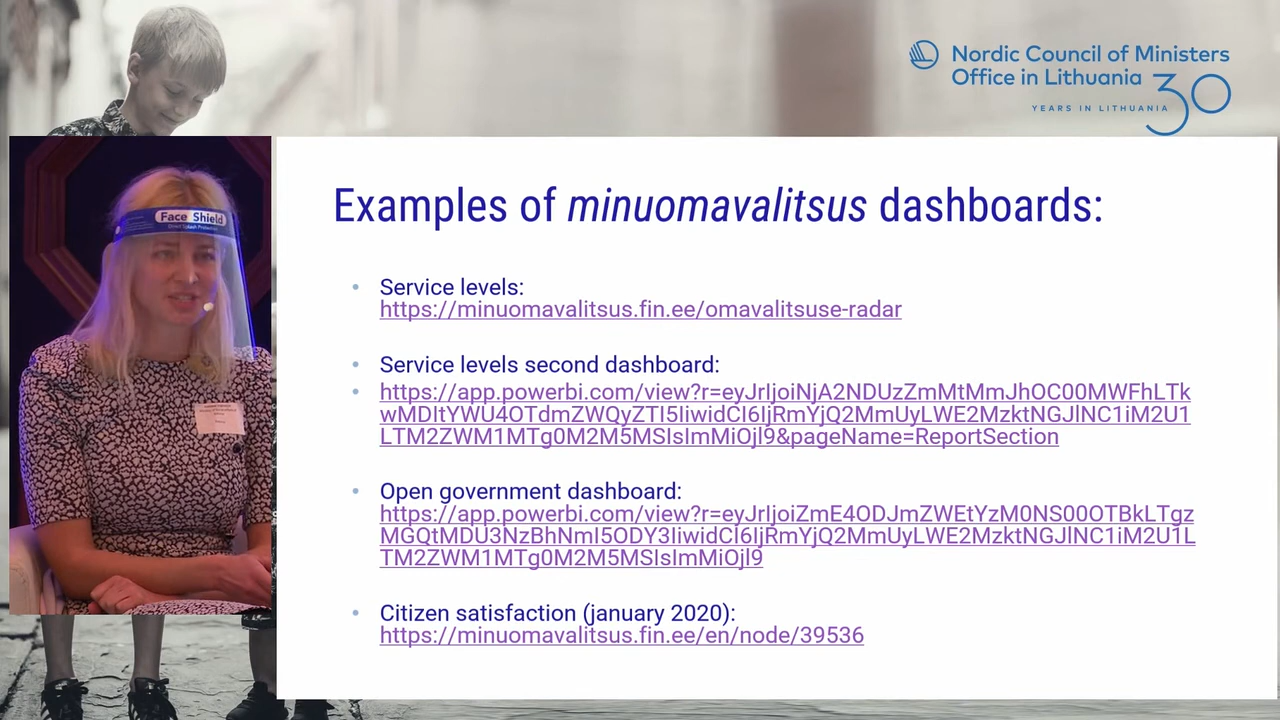 Nordic Council of Ministers
Office in Lithuania
30
YEARS IN LITHUANIA
Face Shield
Examples of minuomavalitsus dashboards:
• Service levels:
https://minuomavalitsus.fin.ee/omavalitsuse-radar
• Service levels second dashboard:
• https://app.powerbi.com/view?r=eyJrIjoiNjA2NDUzZmMtMmJhOC00MWFhLTk
wMDItYWU4OTdmZWQyZTI5IiwidCI6IjRmYjQ2MmUyLWE2MzktNGJlNC1iM2U1
LTM2ZWM1MTg0M2M5MSIsImMiOjl9&pageName=ReportSection
• Open government dashboard:
https://app.powerbi.com/view?r=eyJrIjoiZmE4ODJmZWEtYzM0NS00OTBkLTgz
MGQtMDU3NzBhNmI5ODY3IiwidCI6IjRmYjQ2MmUyLWE2MzktNGJlNC1iM2U1L
TM2ZWM1MTg0M2M5MSIsImMiOjl9
• Citizen satisfaction (january 2020):
https://minuomavalitsus.fin.ee/en/node/39536